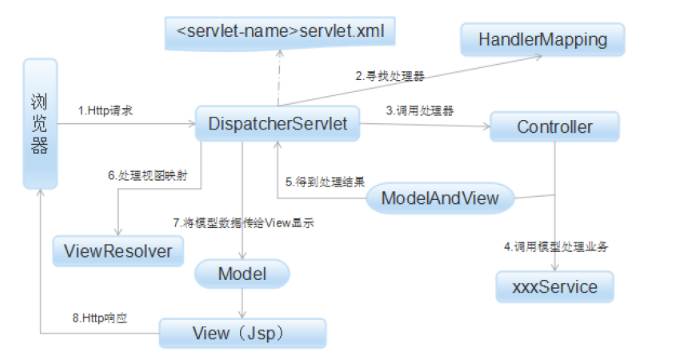 <servlet-name>servlet.xml
HandlerMapping
2.寻找处理器
浏览器
1.Http请求
DispatcherServlet
3.调用处理器
Controller
6.处理视图映射
5.得到处理结果
ModelAndView
7.将模型数据传给View显示
ViewResolver
4.调用模型处理业务
Model
xxxService
8.Http响应
View（Jsp）